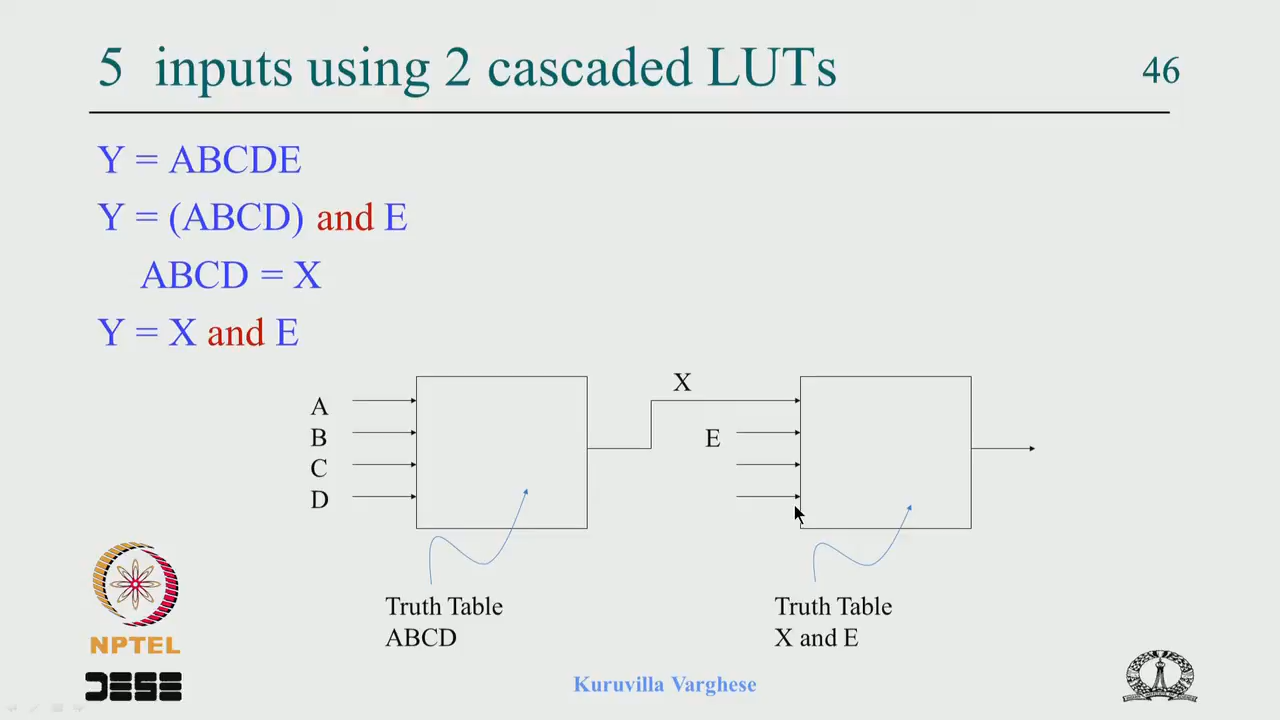 5 inputs using 2 cascaded LUTs
46
Y = ABCDE
Y = (ABCD) and E
ABCD = X
Y = X and E
X
A
B
C
D
E
Truth Table
ABCD
Truth Table
X and E
NPTEL
DESE
Kuruvilla Varghese